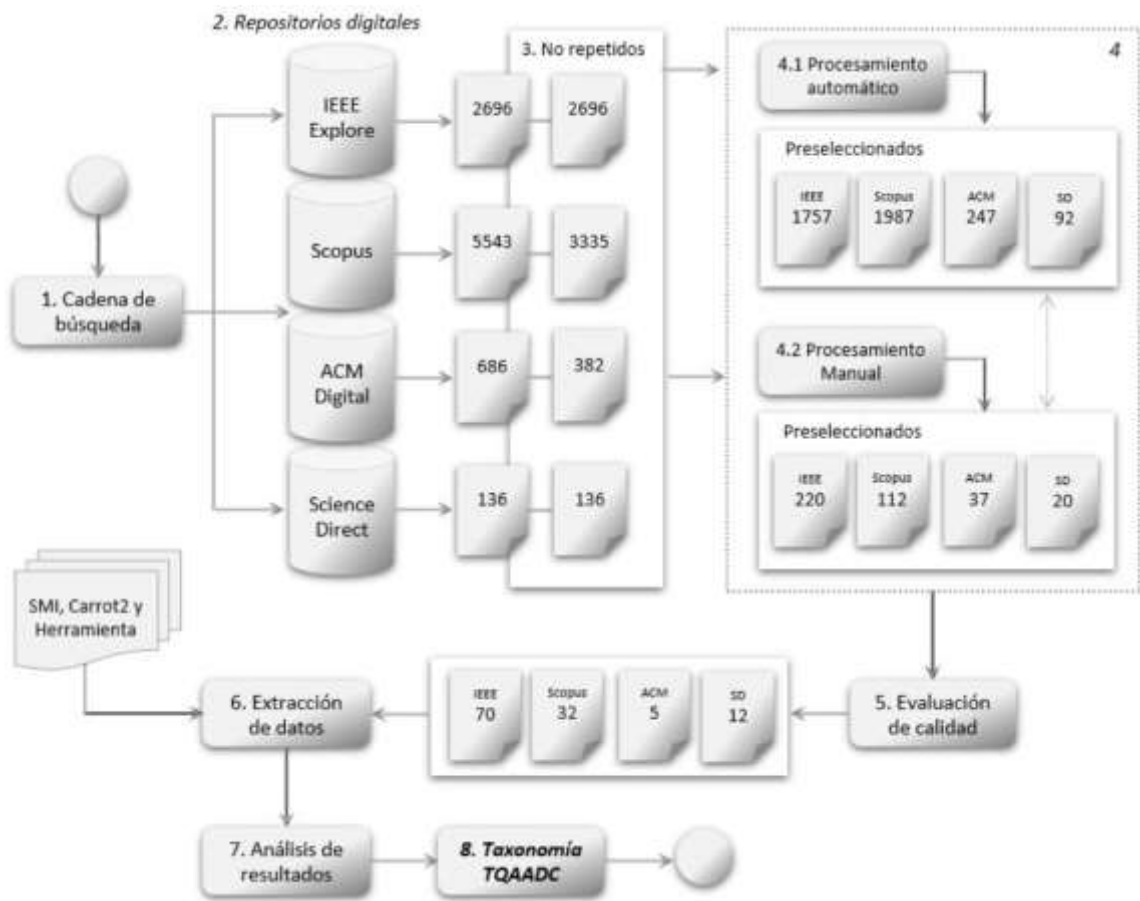 2. Repositorios digitales
3. No repetidos
4
IEEE
Explore
2696
2696
Scopus
5543
3335
1. Cadena de
búsqueda
ACM
Digital
686
382
Science
Direct
136
136
4.1 Procesamiento
automático
Preseleccionados
IEEE
1757
Scopus
1987
ACM
247
SD
92
4.2 Procesamiento
Manual
Preseleccionados
IEEE
220
Scopus
112
ACM
37
SD
20
SMI, Carrot2 y
Herramienta
6. Extracción
de datos
IEEE
70
Scopus
32
ACM
5
SD
12
5. Evaluación
de calidad
7. Análisis de
resultados
8. Taxonomía
TQAADC